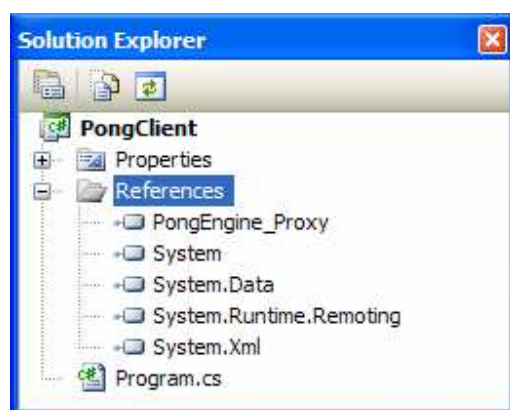 Solution Explorer
PongClient
Properties
References
PongEngine_Proxy
System
System.Data
System.Runtime.Remoting
System.Xml
Program.cs